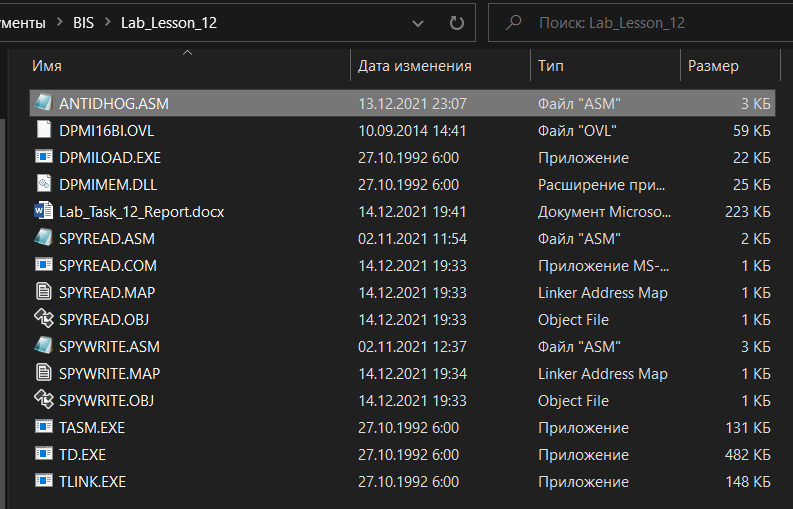 ументы > BIS > Lab_Lesson_12 Поиск: Lab_Lesson_12
Имя Дата изменения Тип Размер
ANTIDHOG.ASM 13.12.2021 23:07 Файл "ASM" 3 КБ
DPMI16BI.OVL 10.09.2014 14:41 Файл "OVL" 59 КБ
DPMILOAD.EXE 27.10.1992 6:00 Приложение 22 КБ
DPMIMEM.DLL 27.10.1992 6:00 Расширение при... 25 КБ
Lab_Task_12_Report.docx 14.12.2021 19:41 Документ Microso... 223 КБ
SPYREAD.ASM 02.11.2021 11:54 Файл "ASM" 2 КБ
SPYREAD.COM 14.12.2021 19:33 Приложение MS-... 1 КБ
SPYREAD.MAP 14.12.2021 19:33 Linker Address Map 1 КБ
SPYREAD.OBJ 14.12.2021 19:33 Object File 1 КБ
SPYWRITE.ASM 02.11.2021 12:37 Файл "ASM" 3 КБ
SPYWRITE.MAP 14.12.2021 19:34 Linker Address Map 1 КБ
SPYWRITE.OBJ 14.12.2021 19:33 Object File 1 КБ
TASM.EXE 27.10.1992 6:00 Приложение 131 КБ
TD.EXE 27.10.1992 6:00 Приложение 482 КБ
TLINK.EXE 27.10.1992 6:00 Приложение 148 КБ